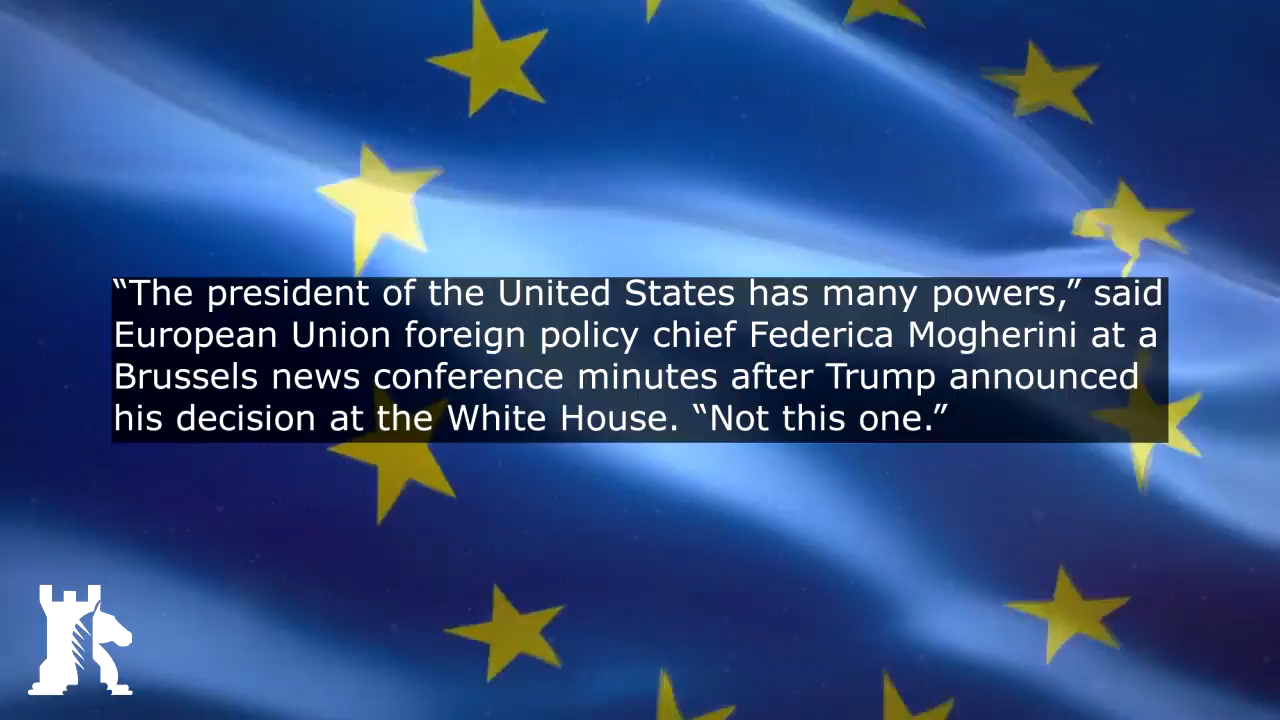 “The president of the United States has many powers,” said
European Union foreign policy chief Federica Mogherini at a
Brussels news conference minutes after Trump announced
his decision at the White House. “Not this one.”